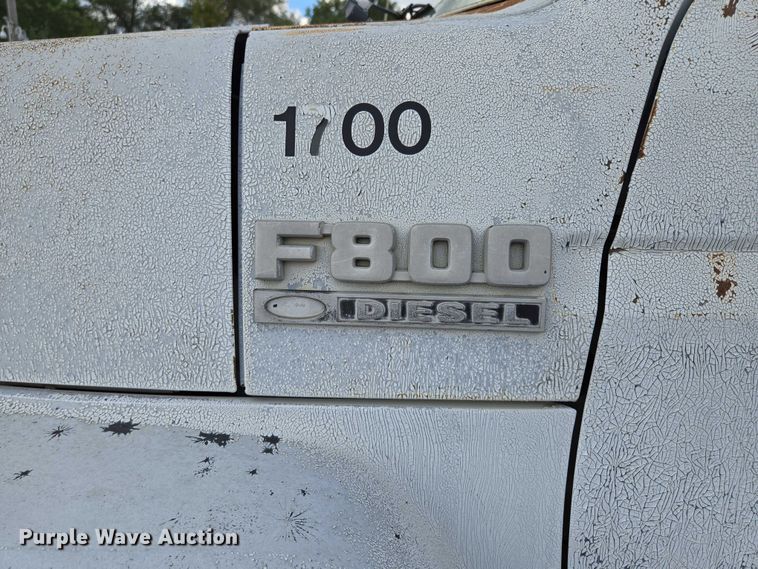 1700
F800
DIESEL
Purple Wave Auction